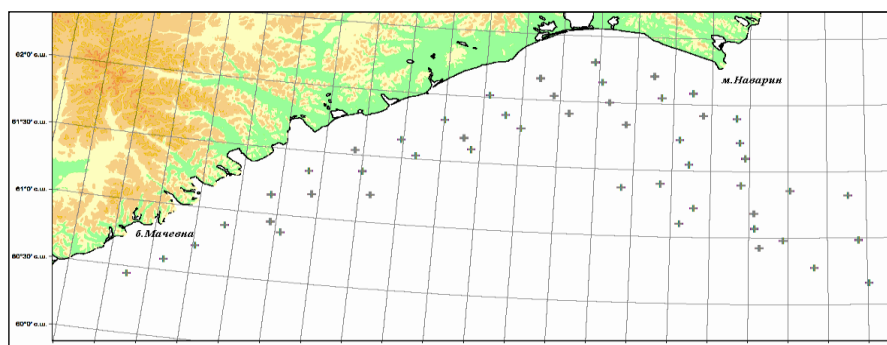 62°0' с.ш.
м.Наварин
61°30' с.ш.
61°0' с.ш.
б.Мачевна
60°30' с.ш.
60°0' с.ш.